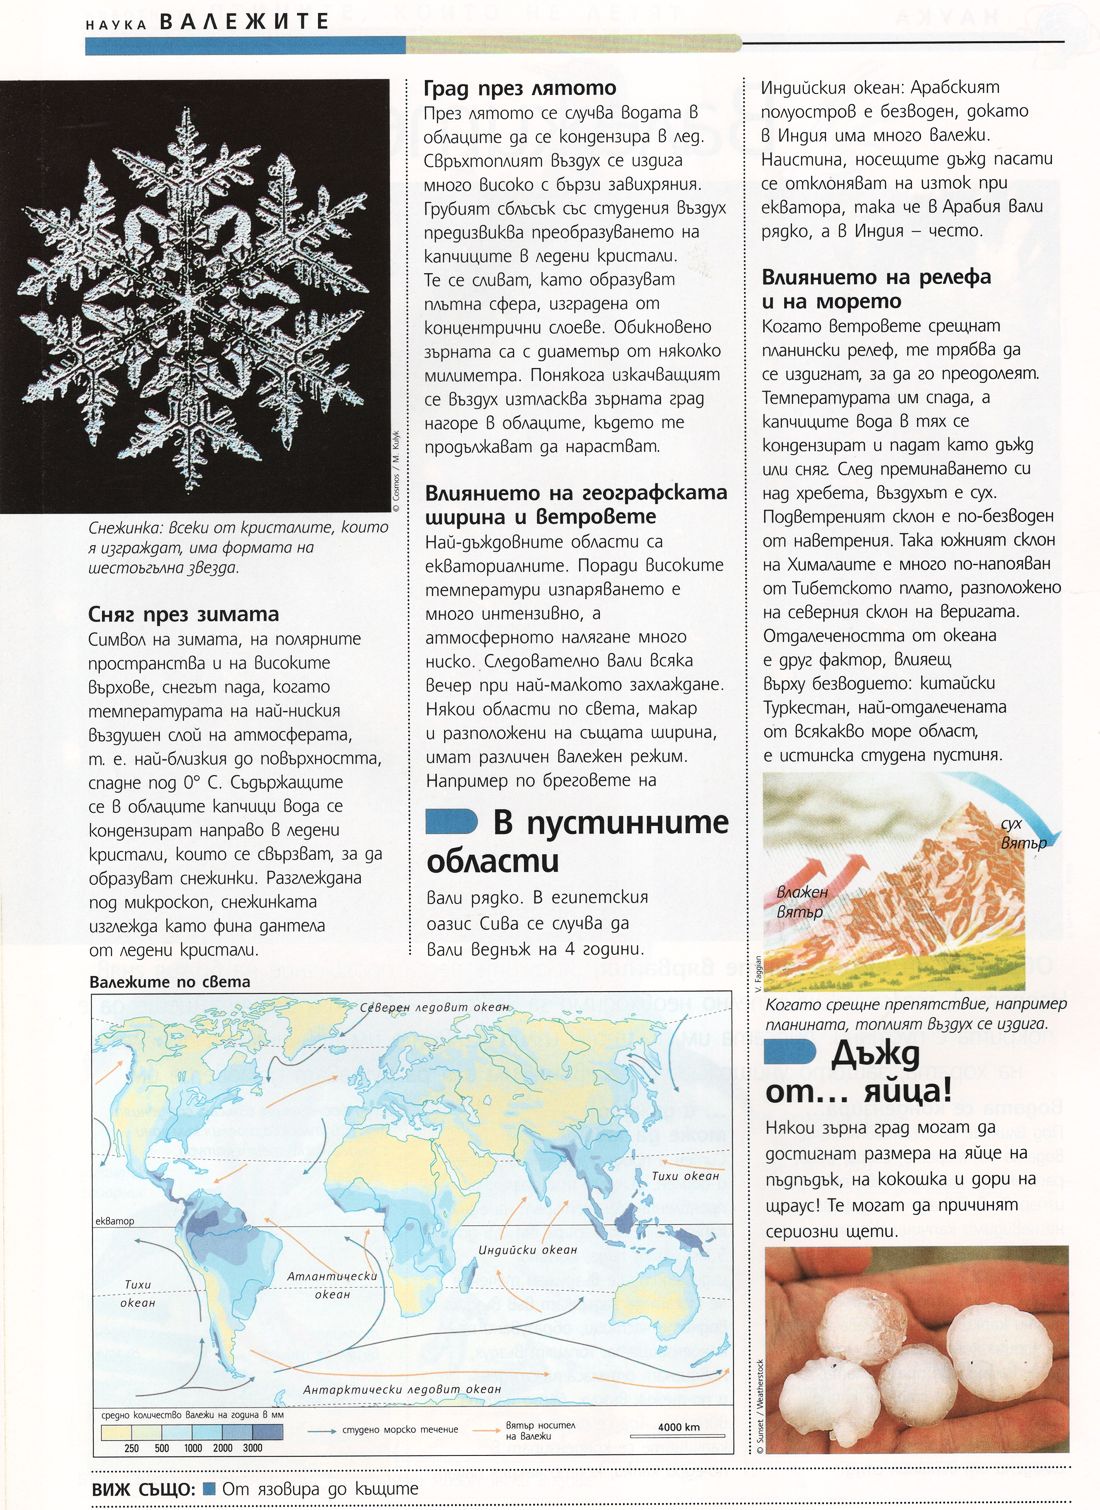 НАУКА ВАЛЕЖИТЕ
© Cosmos / M. Kulyk
Снежинка: всеки от кристалите, които
я изграждат, има формата на
шестоъгълна звезда.
Сняг през зимата
Символ на зимата, на полярните
пространства и на високите
върхове, снегът пада, когато
температурата на най-ниския
въздушен слой на атмосферата,
т. е. най-близкия до повърхността,
спадне под 0° C. Съдържащите
се в облаците капчици вода се
кондензират направо в ледени
кристали, които се свързват, за да
образуват снежинки. Разглеждана
под микроскоп, снежинката
изглежда като фина дантела
от ледени кристали.
Град през лятото
През лятото се случва водата в
облаците да се кондензира в лед.
Свръхтоплият въздух се издига
много високо с бързи завихряния.
Грубият сблъсък със студения въздух
предизвиква преобразуването на
капчиците в ледени кристали.
Те се сливат, като образуват
плътна сфера, изградена от
концентрични слоеве. Обикновено
зърната са с диаметър от няколко
милиметра. Понякога изкачващият
се въздух изтласква зърната град
нагоре в облаците, където те
продължават да нарастват.
Влиянието на географската
ширина и ветровете
Най-дъждовните области са
екваториалните. Поради високите
температури изпаряването е
много интензивно, а
атмосферното налягане много
ниско. Следователно вали всяка
вечер при най-малкото захлаждане.
Някои области по света, макар
и разположени на същата ширина,
имат различен валежен режим.
Например по бреговете на
В пустинните
области
Вали рядко. В египетския
оазис Сива се случва да
вали веднъж на 4 години.
Индийския океан: Арабският
полуостров е безводен, докато
в Индия има много валежи.
Наистина, носещите дъжд пасати
се отклоняват на изток при
екватора, така че в Арабия вали
рядко, а в Индия – често.
Влиянието на релефа
и на морето
Когато ветровете срещнат
планински релеф, те трябва да
се издигнат, за да го преодолеят.
Температурата им спада, а
капчиците вода в тях се
кондензират и падат като дъжд
или сняг. След преминаването си
над хребета, въздухът е сух.
Подветреният склон е по-безводен
от наветрения. Така южният склон
на Хималаите е много по-напояван
от Тибетското плато, разположено
на северния склон на веригата.
Отдалечеността от океана
е друг фактор, влияещ
върху безводието: китайски
Туркестан, най-отдалечената
от всякакво море област,
е истинска студена пустиня.
сух
вятър
влажен
вятър
V. Faggian
Когато срещне препятствие, например
планината, топлият въздух се издига.
Дъжд
от... яйца!
Някои зърна град могат да
достигнат размера на яйце на
пъдпъдък, на кокошка и дори на
щраус! Те могат да причинят
сериозни щети.
© Sunset / Weatherstock
Валежите по света
Северен ледовит океан
Тихи океан
екватор
Индийски океан
Тихи
океан
Атлантически
океан
Антарктически ледовит океан
средно количество валежи на година в мм
250 500 1000 2000 3000
студено морско течение
вятър носител
на валежи
4000 km
ВИЖ СЪЩО: От язовира до къщите